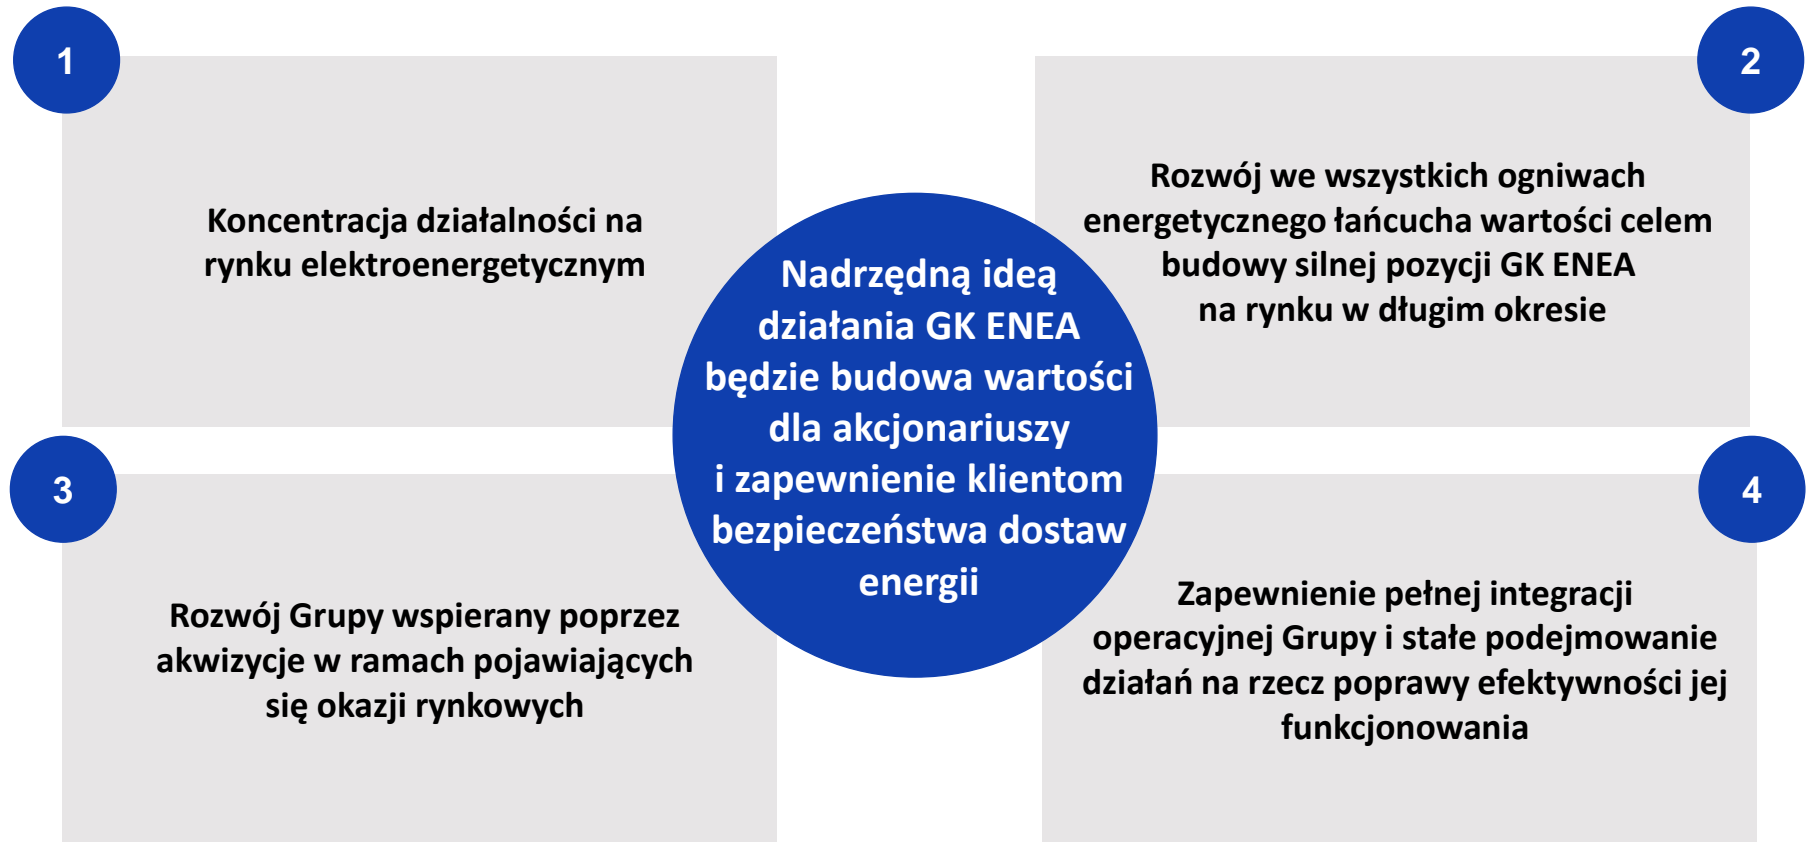 1
Koncentracja działalności na
rynku elektroenergetycznym
2
Rozwój we wszystkich ogniwach
energetycznego łańcucha wartości celem
budowy silnej pozycji GK ENEA
na rynku w długim okresie
Nadrzędną ideą
działania GK ENEA
będzie budowa wartości
dla akcjonariuszy
i zapewnienie klientom
bezpieczeństwa dostaw
energii
3
Rozwój Grupy wspierany poprzez
akwizycje w ramach pojawiających
się okazji rynkowych
4
Zapewnienie pełnej integracji
operacyjnej Grupy i stałe podejmowanie
działań na rzecz poprawy efektywności jej
funkcjonowania